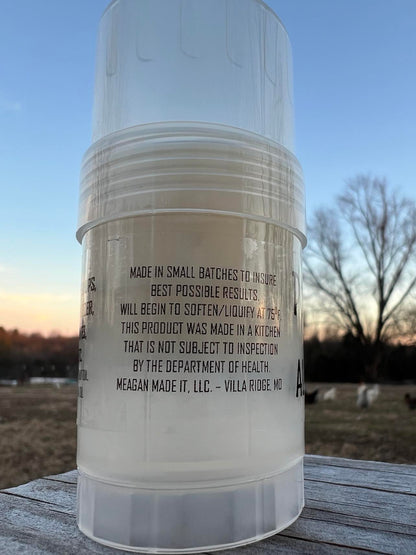 MADE IN SMALL BATCHES TO INSURE
BEST POSSIBLE RESULTS.
WILL BEGIN TO SOFTEN/LIQUIFY AT 75°F.
THIS PRODUCT WAS MADE IN A KITCHEN
THAT IS NOT SUBJECT TO INSPECTION
BY THE DEPARTMENT OF HEALTH.
MEAGAN MADE IT, LLC. - VILLA RIDGE, MO